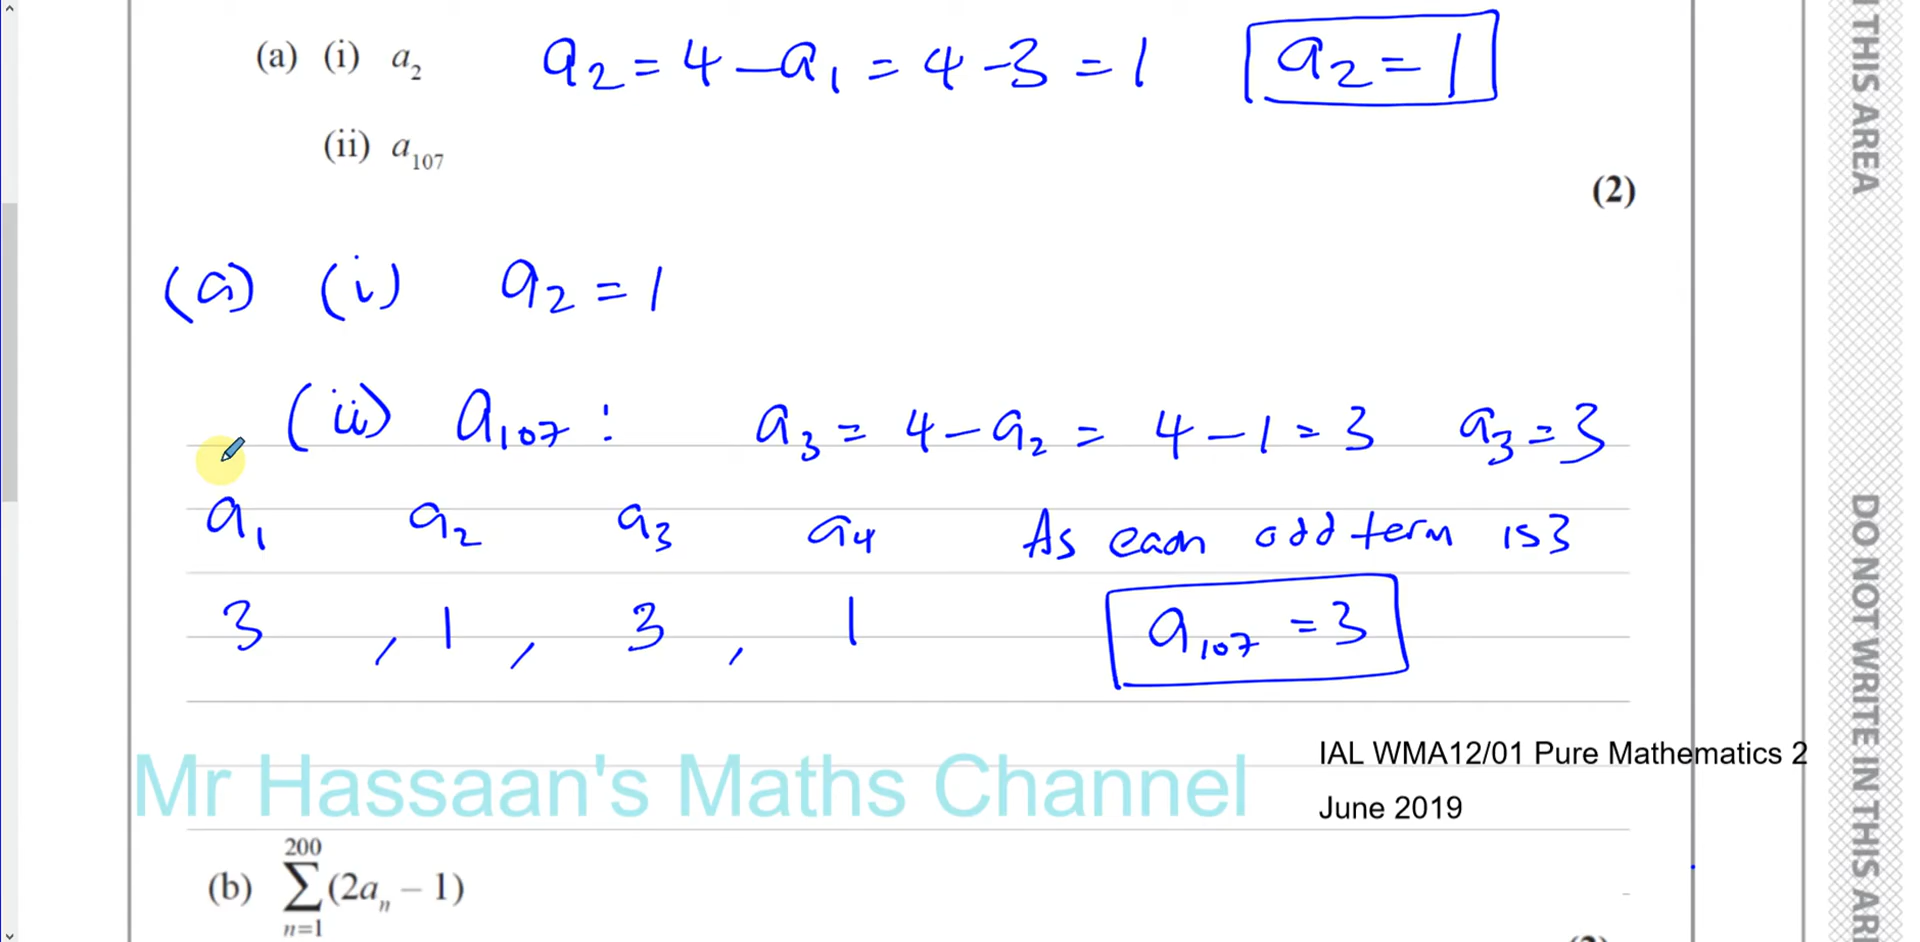 (a) (i) a₂ a₂ = 4 – a₁ = 4 – 3 = 1 a₂ = 1
(ii) a₁₀₇
(2)
(a) (i) a₂ = 1
(ii) a₁₀₇ : a₃ = 4 – a₂ = 4 – 1 = 3 a₃ = 3
a₁ a₂ a₃ a₄ As each odd term is 3
3 , 1 , 3 , 1 a₁₀₇ = 3
Mr Hassaan's Maths Channel
IAL WMA12/01 Pure Mathematics 2
June 2019
(b) ∑ₙ₌₁²⁰⁰ (2aₙ – 1)
THIS AREA
DO NOT WRITE IN THIS AR